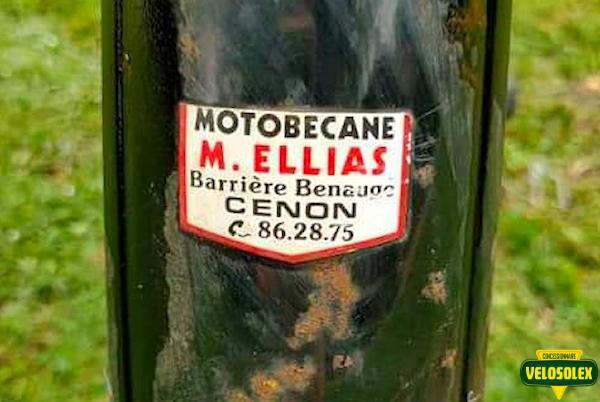 MOTOBECANE
M. ELLIAS
Barrière Benauge
CENON
86.28.75
CONCESSIONNAIRE
VELOSOLEX